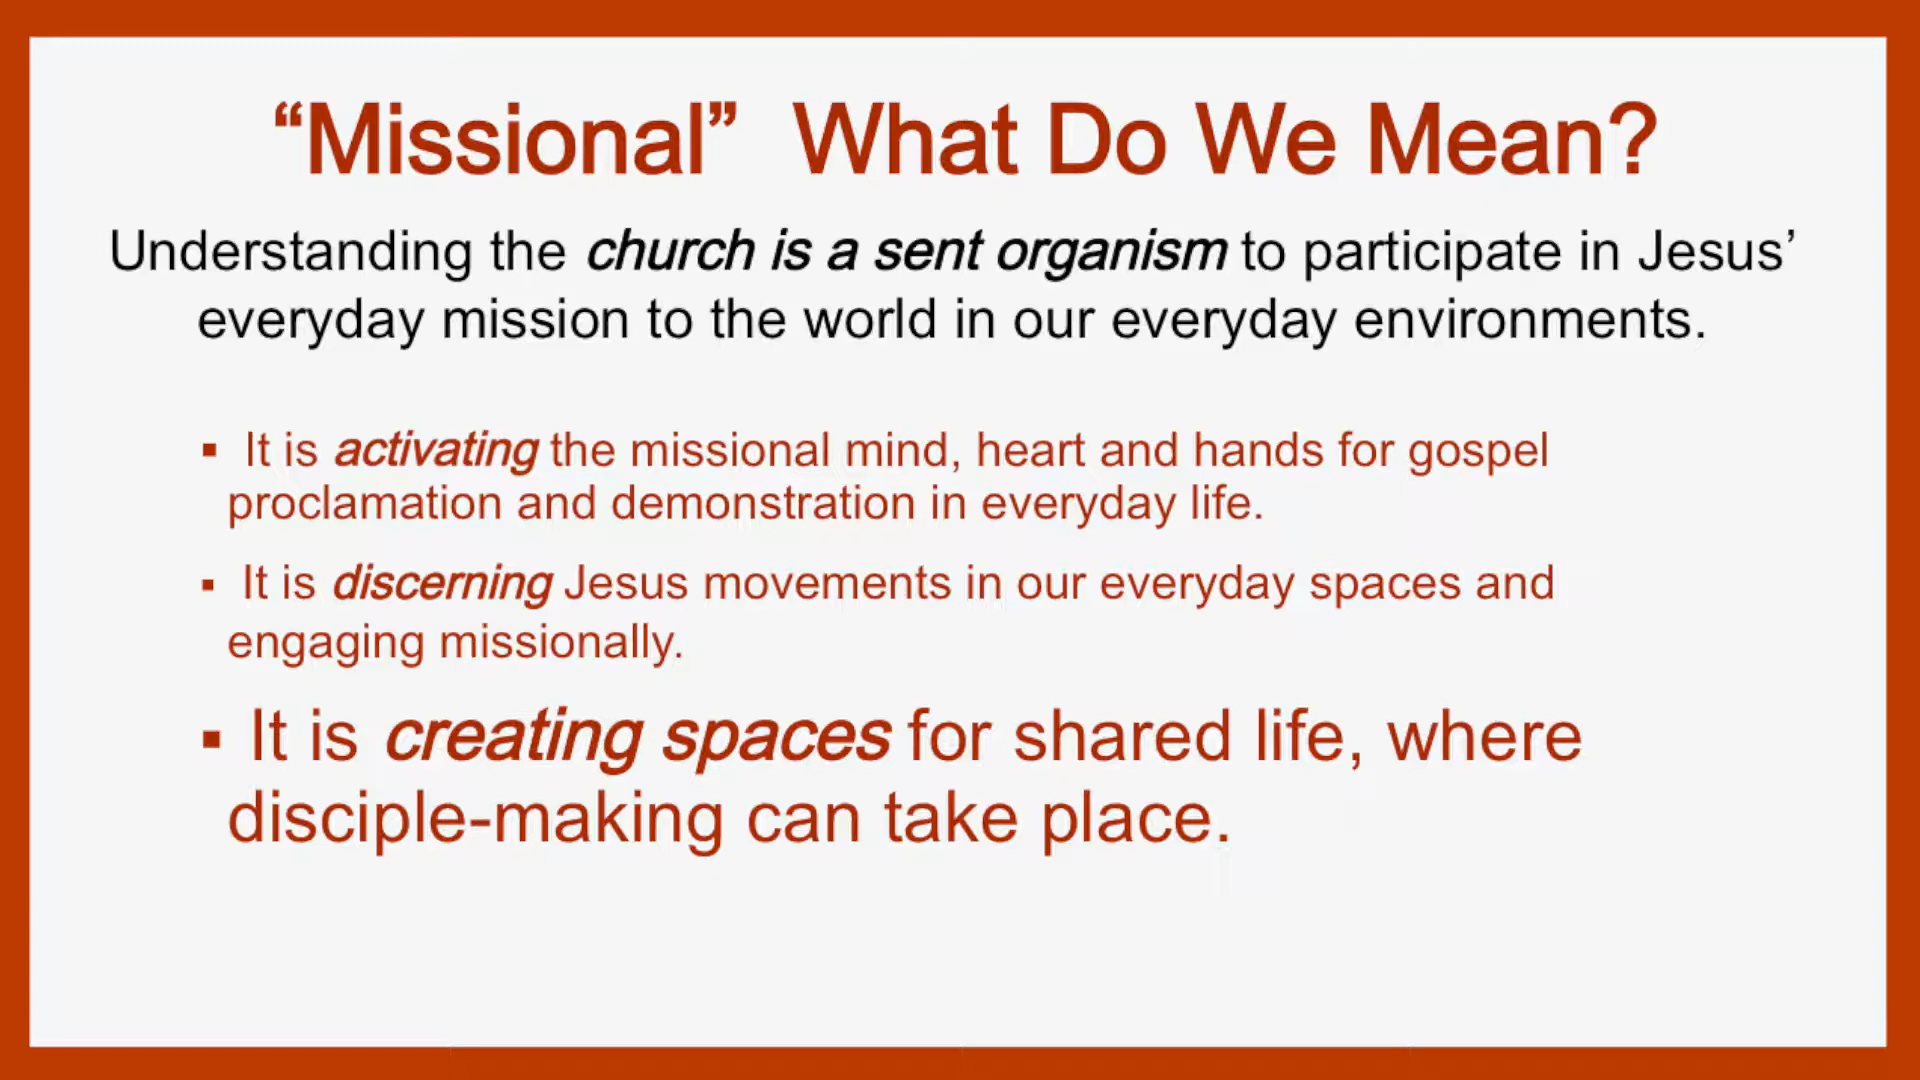 “Missional”  What Do We Mean?
Understanding the church is a sent organism to participate in Jesus’
everyday mission to the world in our everyday environments.
▪ It is activating the missional mind, heart and hands for gospel
proclamation and demonstration in everyday life.
▪ It is discerning Jesus movements in our everyday spaces and
engaging missionally.
▪ It is creating spaces for shared life, where
disciple-making can take place.